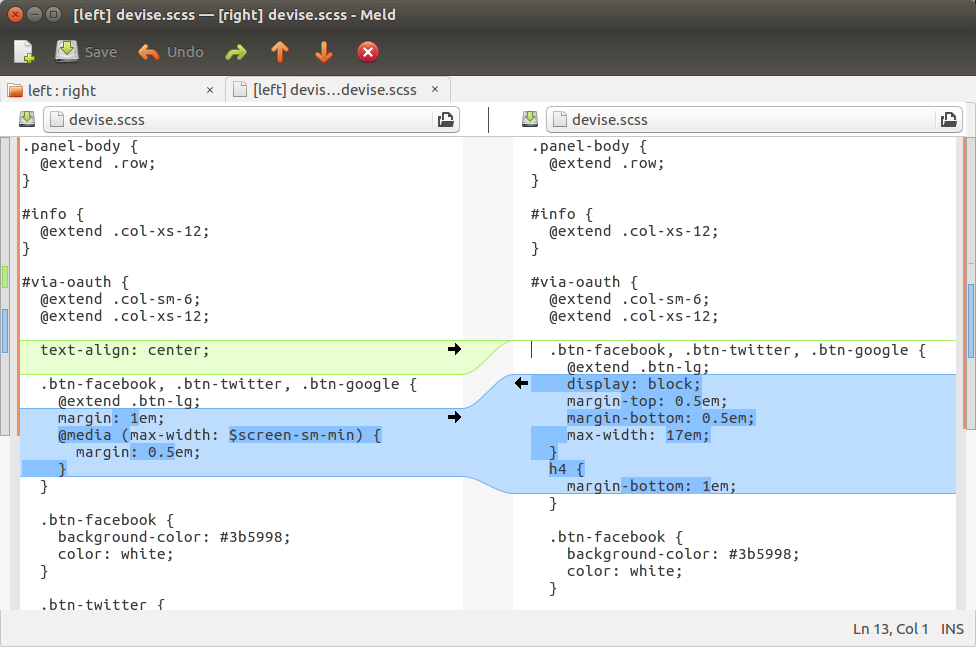 [left] devise.scss — [right] devise.scss - Meld
Save Undo
left : right × [left] devis...devise.scss ×
devise.scss
.panel-body {
  @extend .row;
}

#info {
  @extend .col-xs-12;
}

#via-oauth {
  @extend .col-sm-6;
  @extend .col-xs-12;

  text-align: center;

  .btn-facebook, .btn-twitter, .btn-google {
    @extend .btn-lg;
    margin: 1em;
    @media (max-width: $screen-sm-min) {
      margin: 0.5em;
    }
  }

  .btn-facebook {
    background-color: #3b5998;
    color: white;
  }

  .btn-twitter {
devise.scss
.panel-body {
  @extend .row;
}

#info {
  @extend .col-xs-12;
}

#via-oauth {
  @extend .col-sm-6;
  @extend .col-xs-12;

  .btn-facebook, .btn-twitter, .btn-google {
    @extend .btn-lg;
    display: block;
    margin-top: 0.5em;
    margin-bottom: 0.5em;
    max-width: 17em;
  }
  h4 {
    margin-bottom: 1em;
  }

  .btn-facebook {
    background-color: #3b5998;
    color: white;
  }
Ln 13, Col 1 INS